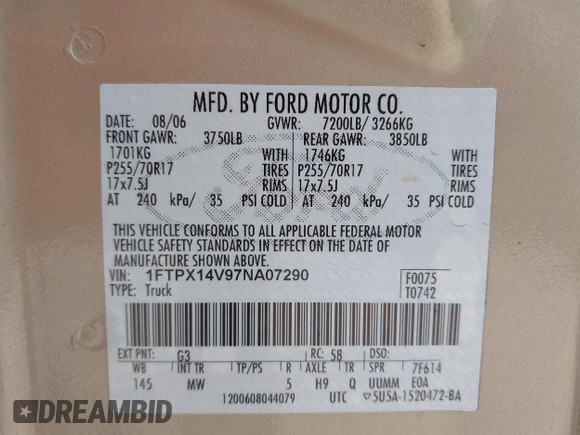 MFD. BY FORD MOTOR CO.
DATE: 08/06 GVWR: 7200LB/ 3266KG
FRONT GAWR: 3750LB REAR GAWR: 3850LB
1701KG WITH 1746KG WITH
P255/70R17 TIRES P255/70R17 TIRES
17x7.5J RIMS 17x7.5J RIMS
AT 240 kPa/ 35 PSI COLD AT 240 kPa/ 35 PSI COLD
THIS VEHICLE CONFORMS TO ALL APPLICABLE FEDERAL MOTOR
VEHICLE SAFETY STANDARDS IN EFFECT ON THE DATE OF
MANUFACTURE SHOWN ABOVE.
VIN: 1FTPX14V97NA07290 F0075
TYPE: Truck T0742
EXT PNT: G3 RC: 58 DSO:
WB INT TR TP/PS R AXLE TR SPR 7F614
145 MW 5 H9 Q UUMM E0A
1200608044079 UTC ▽5U5A-1520472-BA
DREAMBID